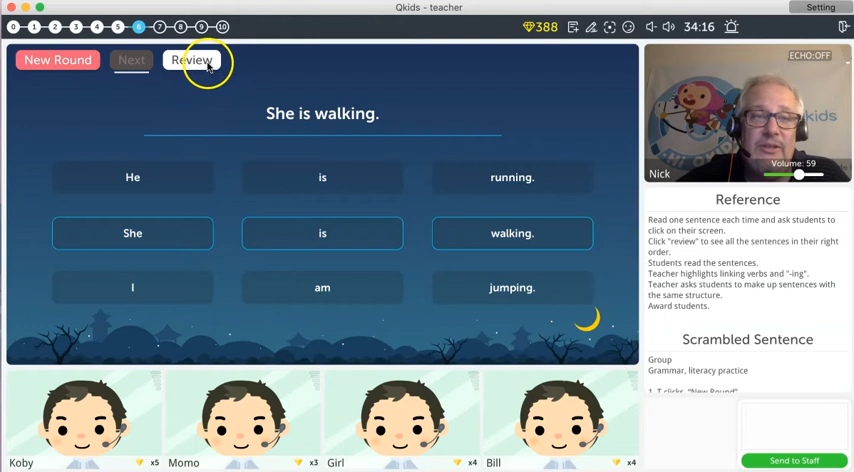 Qkids - teacher
Setting
0 1 2 3 4 5 6 7 8 9 10
388
34:16
New Round Next Review
ECHO:OFF
She is walking.
He is running.
She is walking.
I am jumping.
kids
Volume: 59
Nick
Reference
Read one sentence each time and ask students to
click on their screen.
Click "review" to see all the sentences in their right
order.
Students read the sentences.
Teacher highlights linking verbs and "-ing".
Teacher asks students to make up sentences with
the same structure.
Award students.
Scrambled Sentence
Group
Grammar, literacy practice
1. T clicks "New Round"
Koby x5
Momo x3
Girl x4
Bill x4
Send to Staff